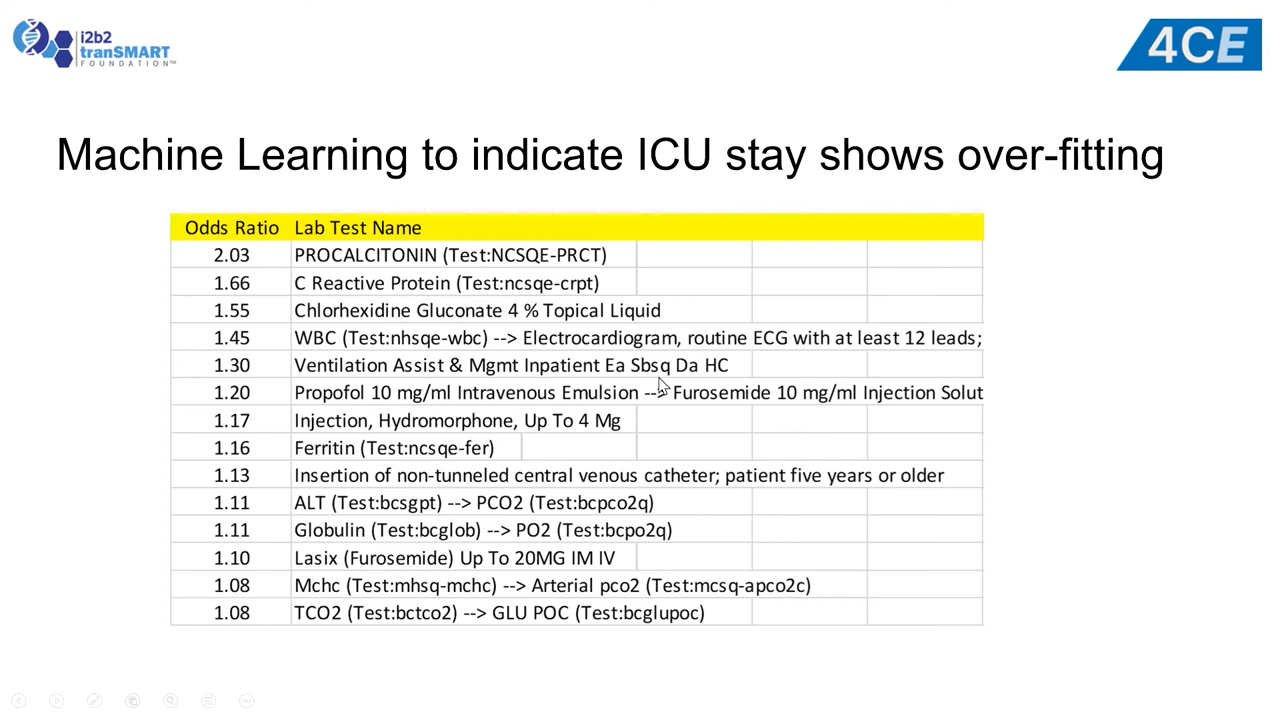 i2b2
tranSMART
FOUNDATION™
4CE
Machine Learning to indicate ICU stay shows over-fitting
Odds Ratio Lab Test Name
2.03 PROCALCITONIN (Test:NCSQE-PRCT)
1.66 C Reactive Protein (Test:ncsqe-crpt)
1.55 Chlorhexidine Gluconate 4 % Topical Liquid
1.45 WBC (Test:nhsqe-wbc) --> Electrocardiogram, routine ECG with at least 12 leads;
1.30 Ventilation Assist & Mgmt Inpatient Ea Sbsq Da HC
1.20 Propofol 10 mg/ml Intravenous Emulsion --> Furosemide 10 mg/ml Injection Solut
1.17 Injection, Hydromorphone, Up To 4 Mg
1.16 Ferritin (Test:ncsqe-fer)
1.13 Insertion of non-tunneled central venous catheter; patient five years or older
1.11 ALT (Test:bcsgpt) --> PCO2 (Test:bcpco2q)
1.11 Globulin (Test:bcglob) --> PO2 (Test:bcpo2q)
1.10 Lasix (Furosemide) Up To 20MG IM IV
1.08 Mchc (Test:mhsq-mchc) --> Arterial pco2 (Test:mcsq-apco2c)
1.08 TCO2 (Test:bctco2) --> GLU POC (Test:bcglupoc)